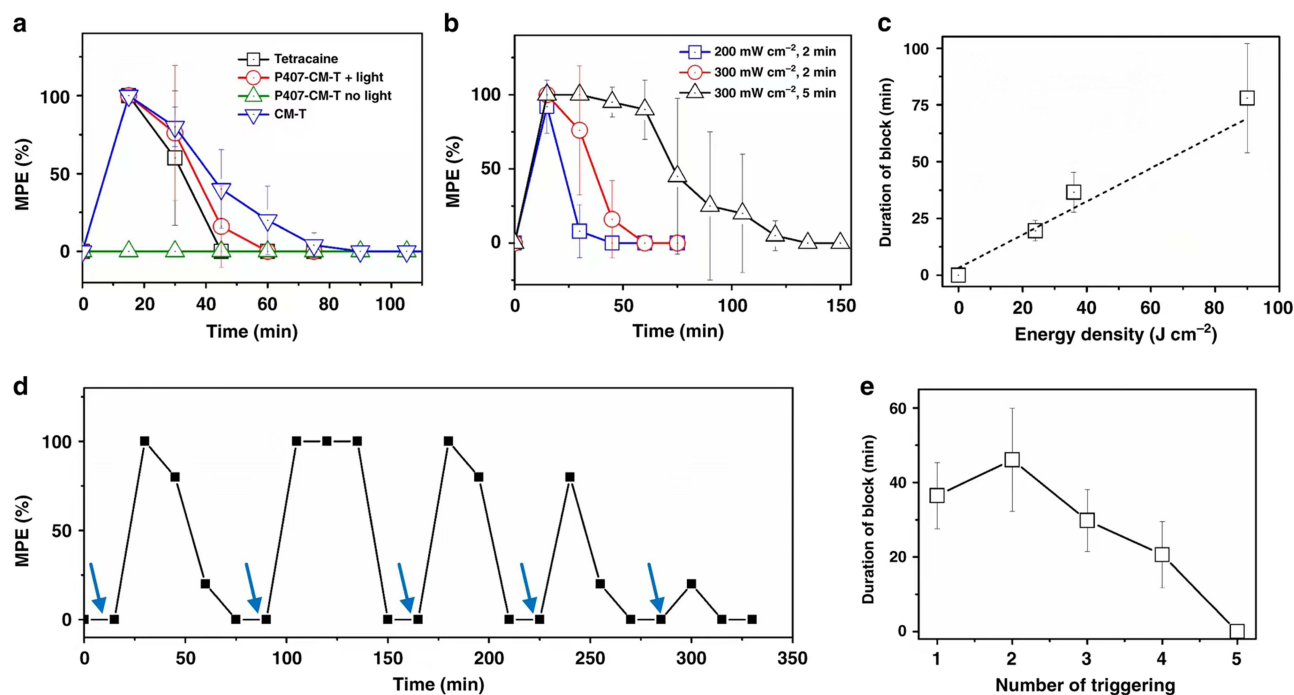 a
MPE (%)
100
50
0
0
20
40
60
80
100
Time (min)
Tetracaine
P407-CM-T + light
P407-CM-T no light
CM-T
b
MPE (%)
100
50
0
0
50
100
150
Time (min)
200 mW cm⁻², 2 min
300 mW cm⁻², 2 min
300 mW cm⁻², 5 min
c
Duration of block (min)
100
75
50
25
0
0
20
40
60
80
100
Energy density (J cm⁻²)
d
MPE (%)
100
50
0
0
50
100
150
200
250
300
350
Time (min)
e
Duration of block (min)
60
40
20
0
1
2
3
4
5
Number of triggering